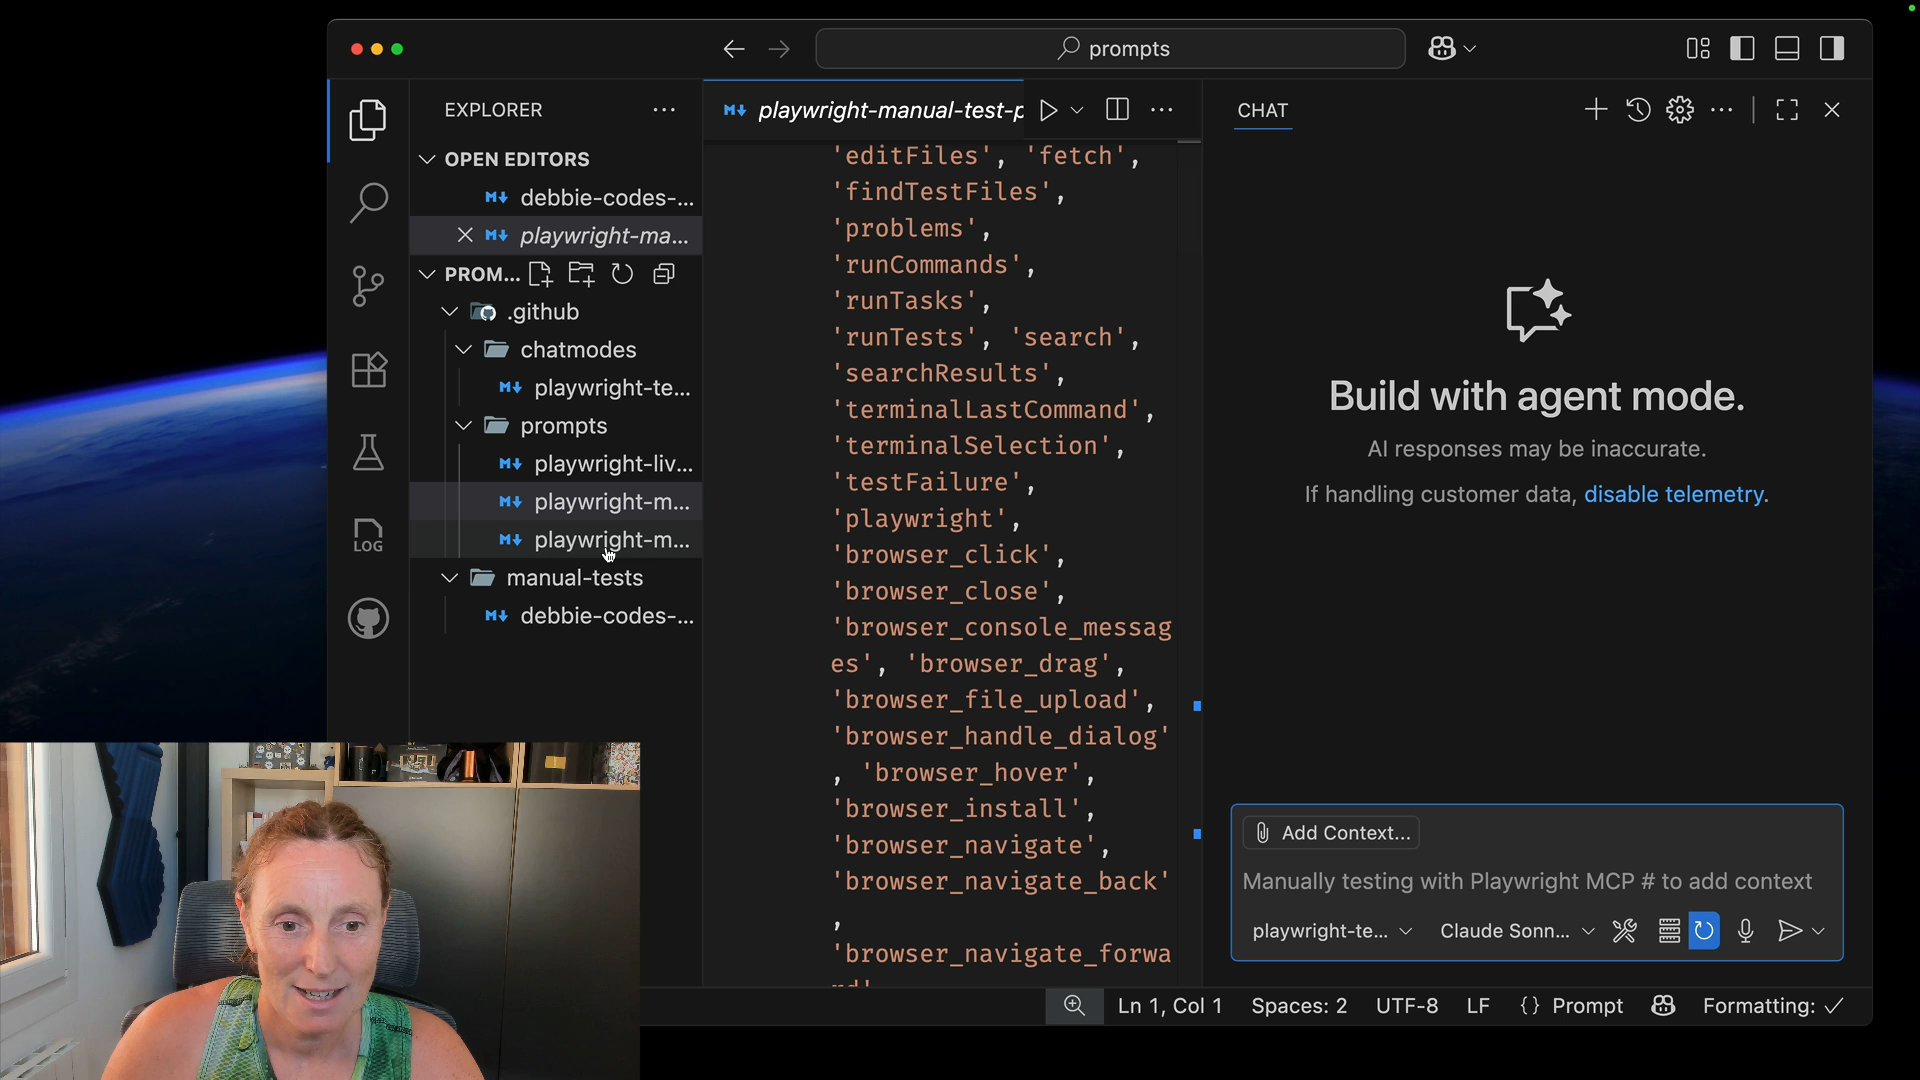 prompts
EXPLORER
OPEN EDITORS
debbie-codes-...
playwright-ma...
PROM...
.github
chatmodes
playwright-te...
prompts
playwright-liv...
playwright-m...
playwright-m...
manual-tests
debbie-codes-...
LOG
playwright-manual-test-p
'editFiles', 'fetch',
'findTestFiles',
'problems',
'runCommands',
'runTasks',
'runTests', 'search',
'searchResults',
'terminalLastCommand',
'terminalSelection',
'testFailure',
'playwright',
'browser_click',
'browser_close',
'browser_console_messag
es', 'browser_drag',
'browser_file_upload',
'browser_handle_dialog'
, 'browser_hover',
'browser_install',
'browser_navigate',
'browser_navigate_back'
,
'browser_navigate_forwa
rd'
CHAT
Build with agent mode.
AI responses may be inaccurate.
If handling customer data, disable telemetry.
Add Context...
Manually testing with Playwright MCP # to add context
playwright-te... Claude Sonn...
Ln 1, Col 1 Spaces: 2 UTF-8 LF {} Prompt Formatting: ✓